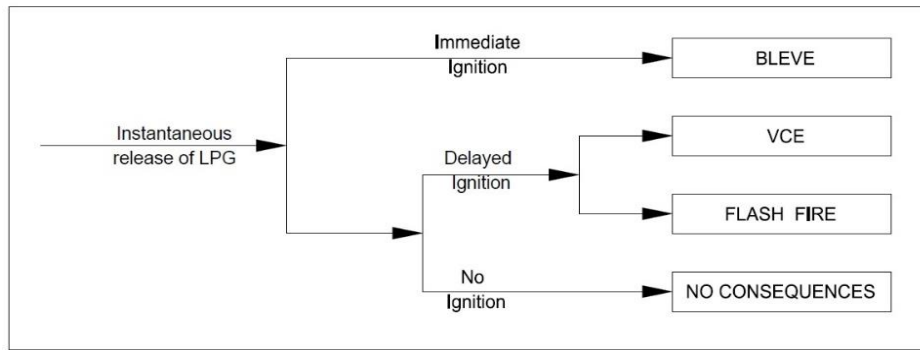 Immediate
Ignition
BLEVE
Instantaneous
release of LPG
VCE
Delayed
Ignition
FLASH FIRE
No
Ignition
NO CONSEQUENCES